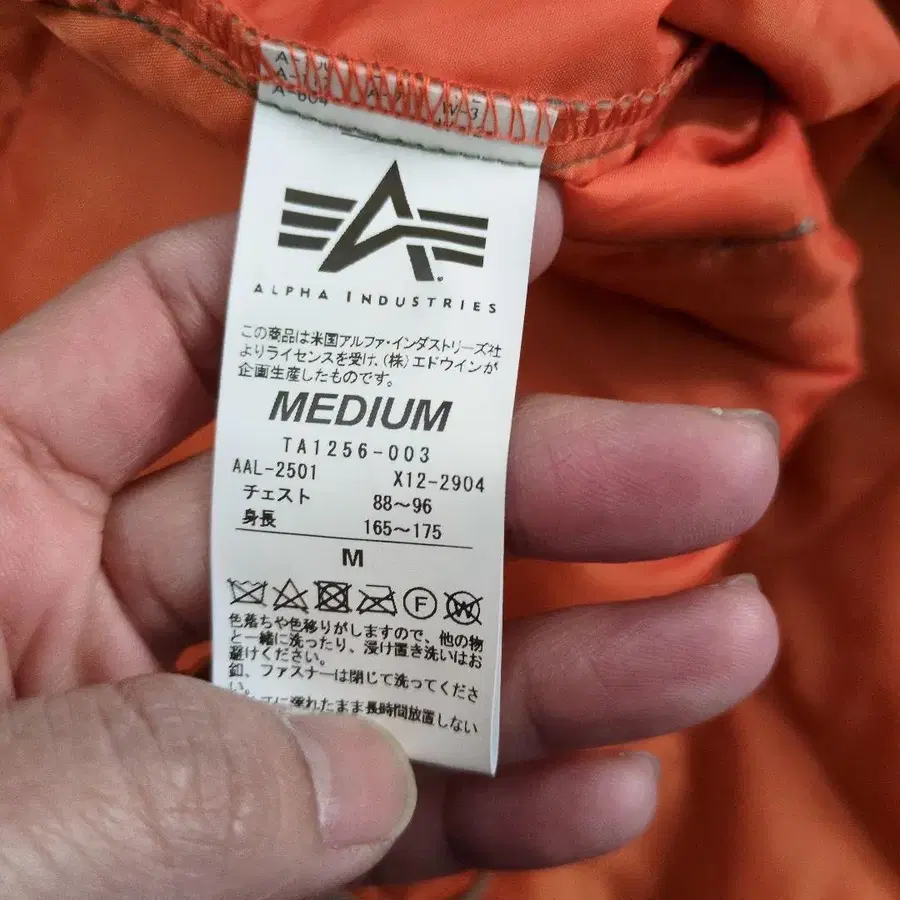 A-604
W-3
ALPHA INDUSTRIES
この商品は米国アルファ・インダストリーズ社
よりライセンスを受け、(株)エドウインが
企画生産したものです。
MEDIUM
TA1256-003
AAL-2501 X12-2904
チェスト 88～96
身長 165～175
M
F W
色落ちや色移りがしますので、他の物
と一緒に洗ったり、浸け置き洗いはお
避けください。
釦、ファスナーは閉じて洗ってくださ
い。
に濡れたまま長時間放置しない